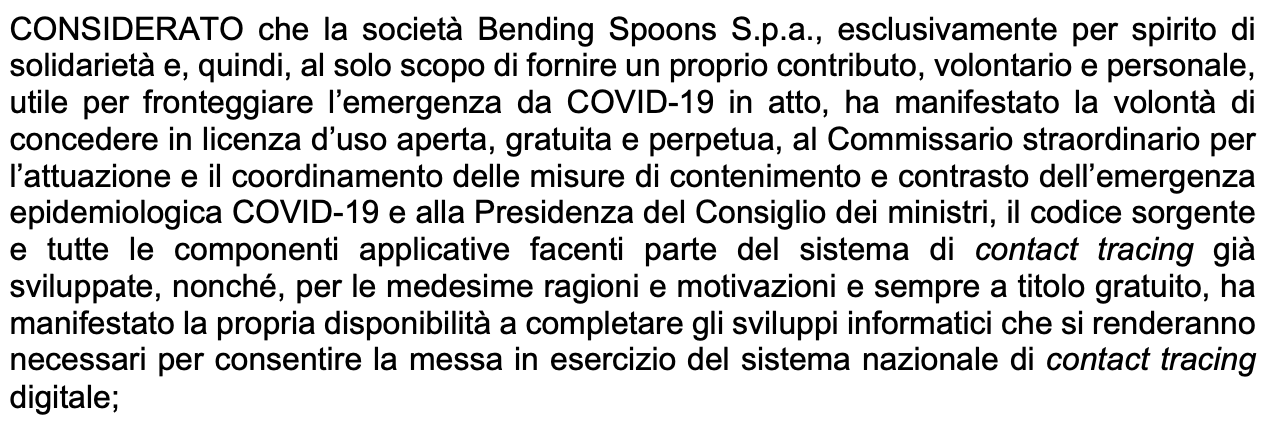 CONSIDERATO che la società Bending Spoons S.p.a., esclusivamente per spirito di
solidarietà e, quindi, al solo scopo di fornire un proprio contributo, volontario e personale,
utile per fronteggiare l’emergenza da COVID-19 in atto, ha manifestato la volontà di
concedere in licenza d’uso aperta, gratuita e perpetua, al Commissario straordinario per
l’attuazione e il coordinamento delle misure di contenimento e contrasto dell’emergenza
epidemiologica COVID-19 e alla Presidenza del Consiglio dei ministri, il codice sorgente
e tutte le componenti applicative facenti parte del sistema di contact tracing già
sviluppate, nonché, per le medesime ragioni e motivazioni e sempre a titolo gratuito, ha
manifestato la propria disponibilità a completare gli sviluppi informatici che si renderanno
necessari per consentire la messa in esercizio del sistema nazionale di contact tracing
digitale;